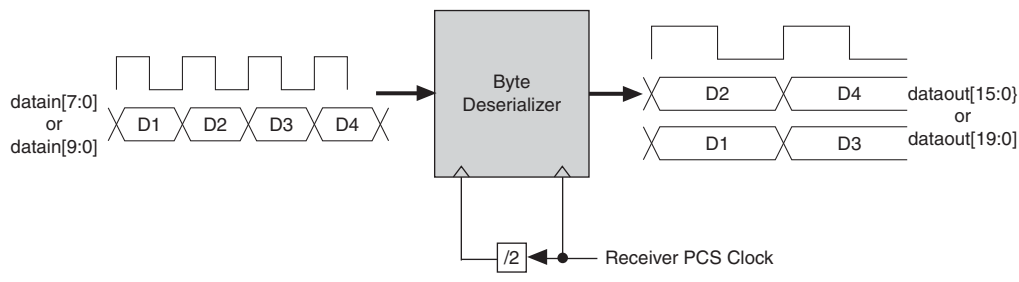 datain[7:0]
or
datain[9:0]
D1 D2 D3 D4
Byte
Deserializer
D2 D4
D1 D3
dataout[15:0}
or
dataout[19:0]
/2
Receiver PCS Clock